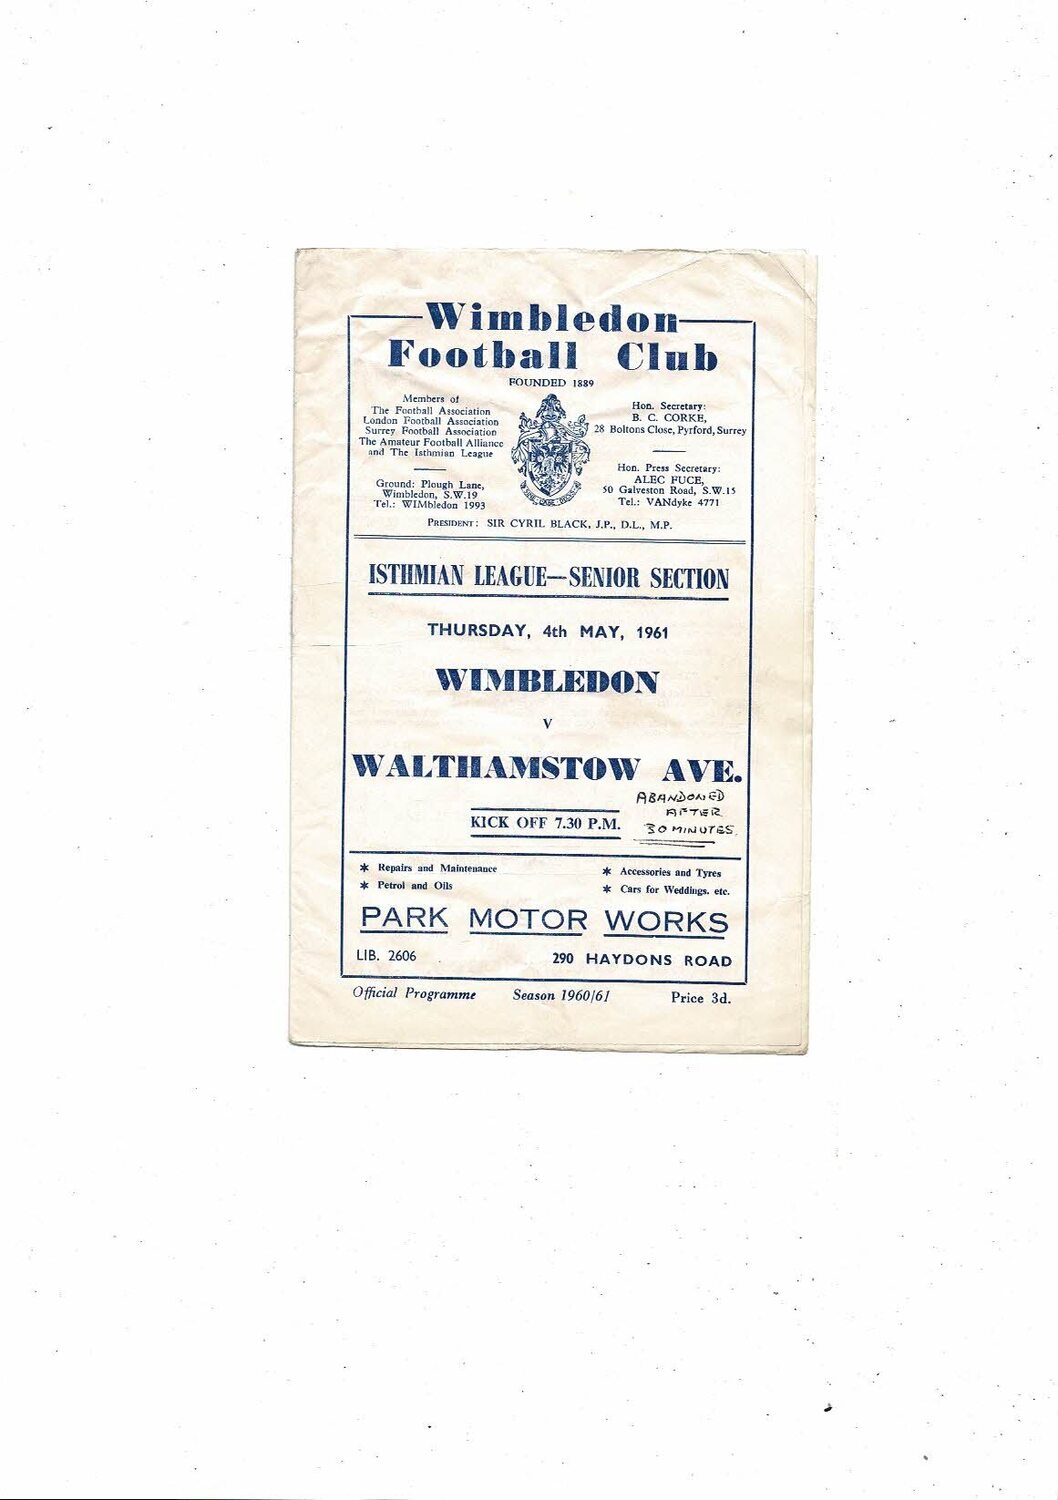 Wimbledon
Football Club
FOUNDED 1889
Members of
The Football Association
London Football Association
Surrey Football Association
The Amateur Football Alliance
and The Isthmian League
Ground: Plough Lane,
Wimbledon, S.W.19
Tel.: WIMbledon 1993
Hon. Secretary:
B. C. CORKE,
28 Boltons Close, Pyrford, Surrey
Hon. Press Secretary:
ALEC FUCE,
50 Galveston Road, S.W.15
Tel.: VANdyke 4771
PRESIDENT: SIR CYRIL BLACK, J.P., D.L., M.P.
ISTHMIAN LEAGUE—SENIOR SECTION
THURSDAY, 4th MAY, 1961
WIMBLEDON
v
WALTHAMSTOW AVE.
KICK OFF 7.30 P.M.
ABANDONED
AFTER
30 MINUTES.
* Repairs and Maintenance
* Petrol and Oils
* Accessories and Tyres
* Cars for Weddings. etc.
PARK MOTOR WORKS
LIB. 2606
290 HAYDONS ROAD
Official Programme Season 1960/61 Price 3d.